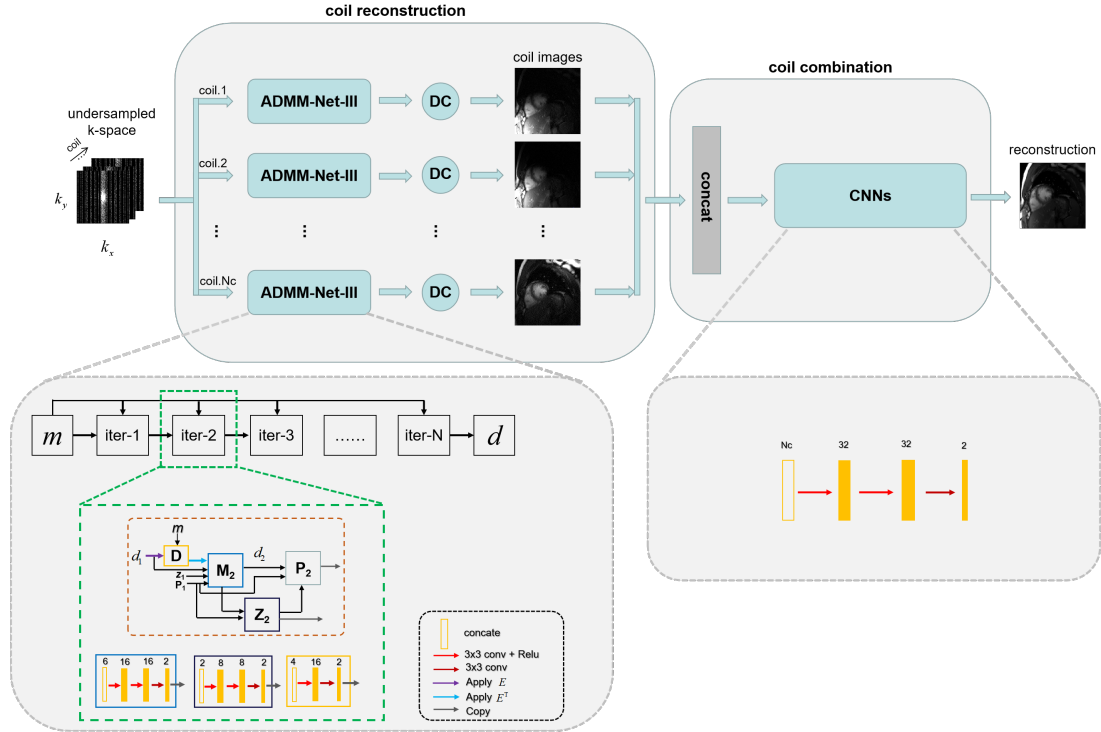 coil reconstruction
coil combination
undersampled
k-space
coil
...
k_y
k_x
coil.1
ADMM-Net-III
DC
coil images
coil.2
ADMM-Net-III
DC
...
...
...
...
coil.Nc
ADMM-Net-III
DC
concat
CNNs
reconstruction
m
iter-1
iter-2
iter-3
......
iter-N
d
m
d_1
D
z_1
P_1
M_2
d_2
P_2
Z_2
6 16 16 2
2 8 8 2
4 16 2
concate
3x3 conv + Relu
3x3 conv
Apply E
Apply E^T
Copy
Nc 32 32 2